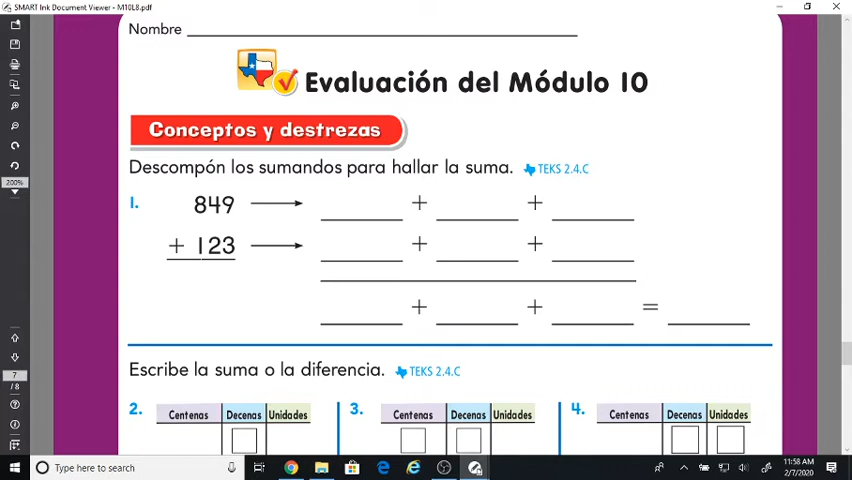 SMART Ink Document Viewer - M10L8.pdf
Nombre
Evaluación del Módulo 10
Conceptos y destrezas
Descompón los sumandos para hallar la suma. TEKS 2.4.C
200%
1. 849 + +
+ 123 + +
+ + =
Escribe la suma o la diferencia. TEKS 2.4.C
7
/ 8
2. Centenas Decenas Unidades 3. Centenas Decenas Unidades 4. Centenas Decenas Unidades
Type here to search
11:58 AM
2/7/2020